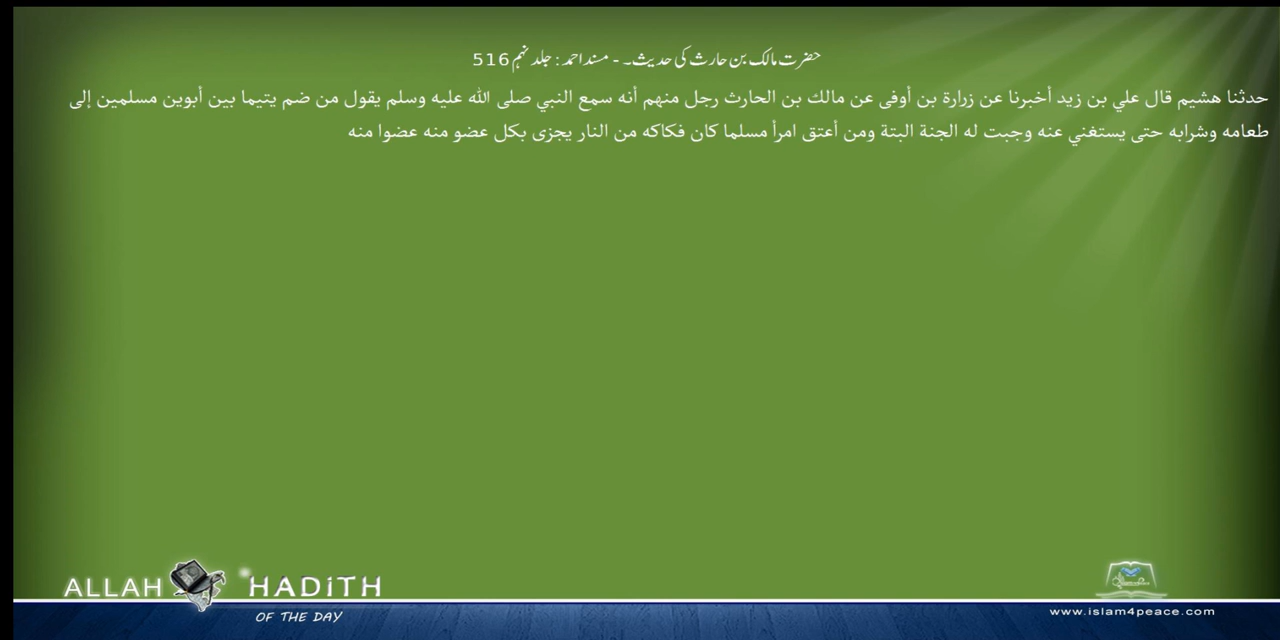 حضرت مالک بن حارث کی حدیث۔ - مسند احمد: جلد نہم 516
حدثنا هشيم قال علي بن زيد أخبرنا عن زرارة بن أوفى عن مالك بن الحارث رجل منهم أنه سمع النبي صلى الله عليه وسلم يقول من ضم يتيما بين أبوين مسلمين إلى
طعامه وشرابه حتى يستغني عنه وجبت له الجنة البتة ومن أعتق امرأ مسلما كان فكاكه من النار يجزى بكل عضو منه عضوا منه
ALLAH HADITH
OF THE DAY
www.islam4peace.com